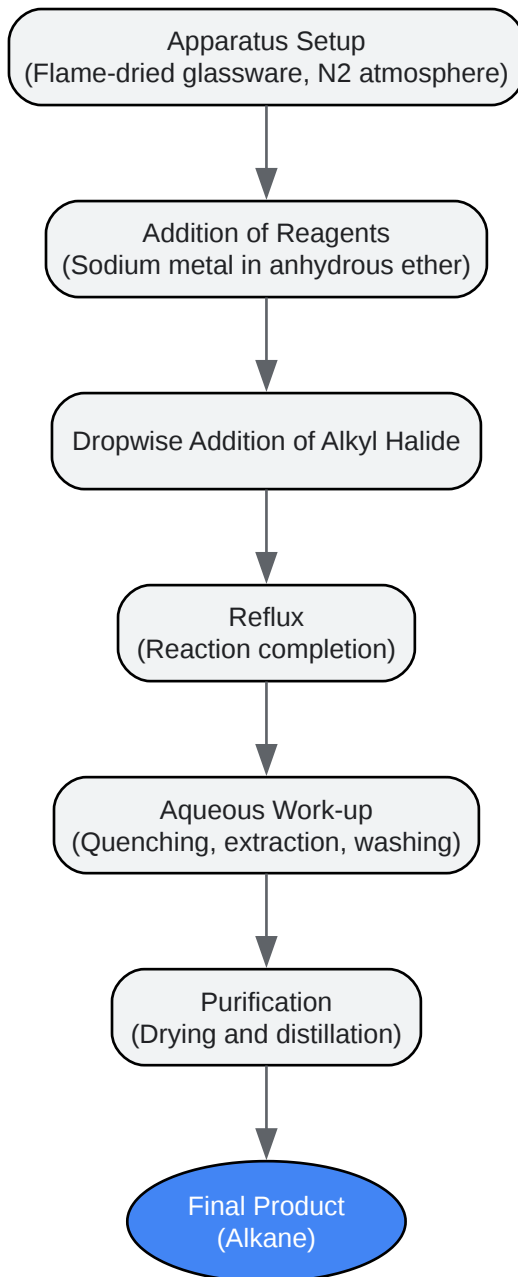 Apparatus Setup
(Flame-dried glassware, N2 atmosphere)
Addition of Reagents
(Sodium metal in anhydrous ether)
Dropwise Addition of Alkyl Halide
Reflux
(Reaction completion)
Aqueous Work-up
(Quenching, extraction, washing)
Purification
(Drying and distillation)
Final Product
(Alkane)